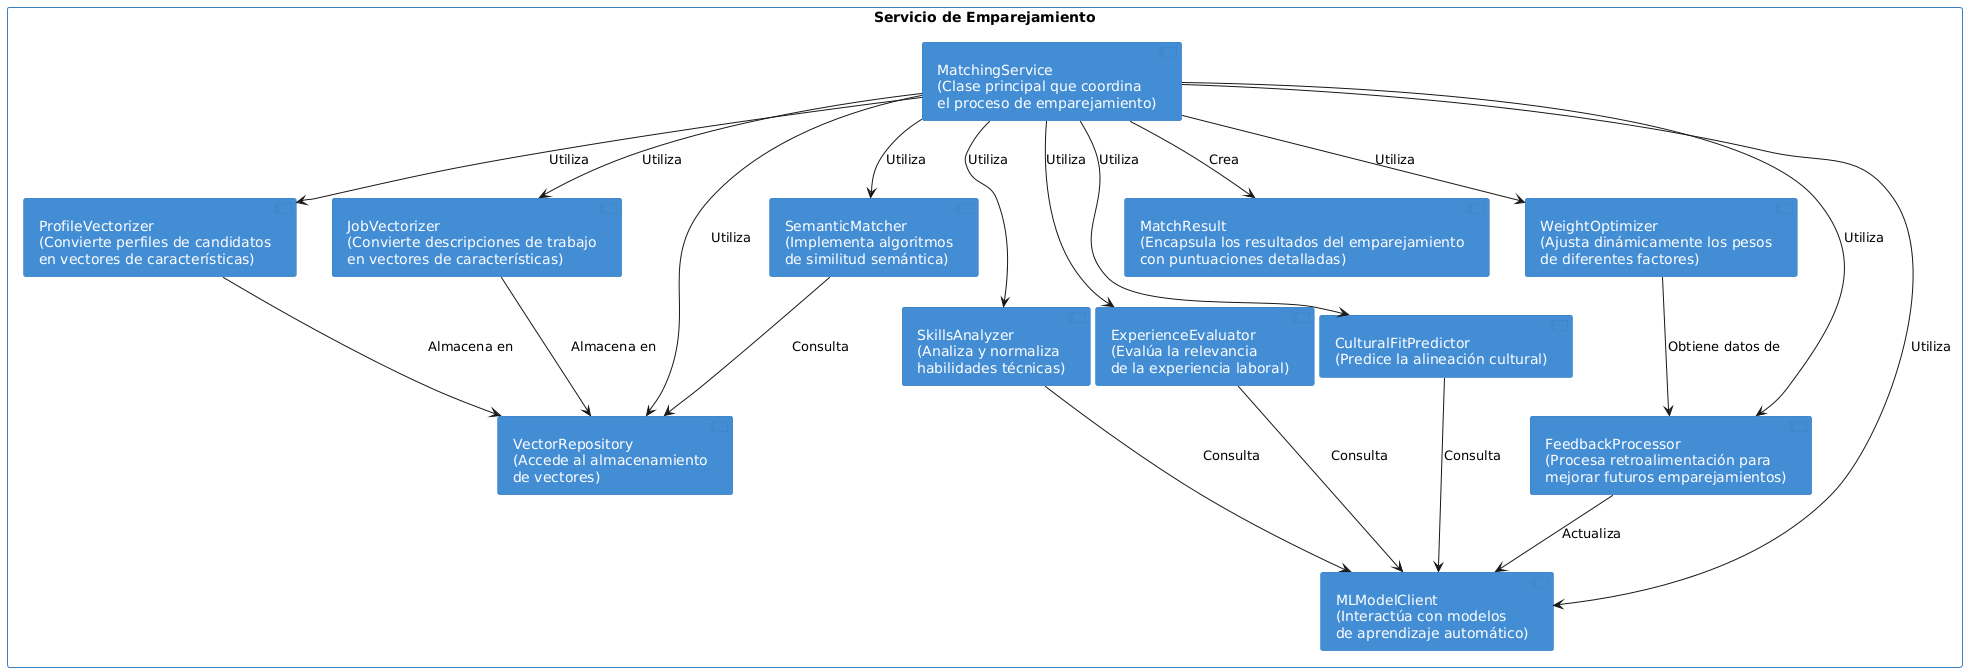 Servicio de Emparejamiento
MatchingService
(Clase principal que coordina
el proceso de emparejamiento)
Utiliza
Utiliza
Utiliza
Utiliza
Utiliza
Utiliza
Crea
Utiliza
ProfileVectorizer
(Convierte perfiles de candidatos
en vectores de características)
JobVectorizer
(Convierte descripciones de trabajo
en vectores de características)
Utiliza
SemanticMatcher
(Implementa algoritmos
de similitud semántica)
MatchResult
(Encapsula los resultados del emparejamiento
con puntuaciones detalladas)
WeightOptimizer
(Ajusta dinámicamente los pesos
de diferentes factores)
Utiliza
Almacena en
Almacena en
Consulta
SkillsAnalyzer
(Analiza y normaliza
habilidades técnicas)
ExperienceEvaluator
(Evalúa la relevancia
de la experiencia laboral)
CulturalFitPredictor
(Predice la alineación cultural)
Obtiene datos de
Utiliza
VectorRepository
(Accede al almacenamiento
de vectores)
Consulta
Consulta
Consulta
FeedbackProcessor
(Procesa retroalimentación para
mejorar futuros emparejamientos)
Actualiza
MLModelClient
(Interactúa con modelos
de aprendizaje automático)